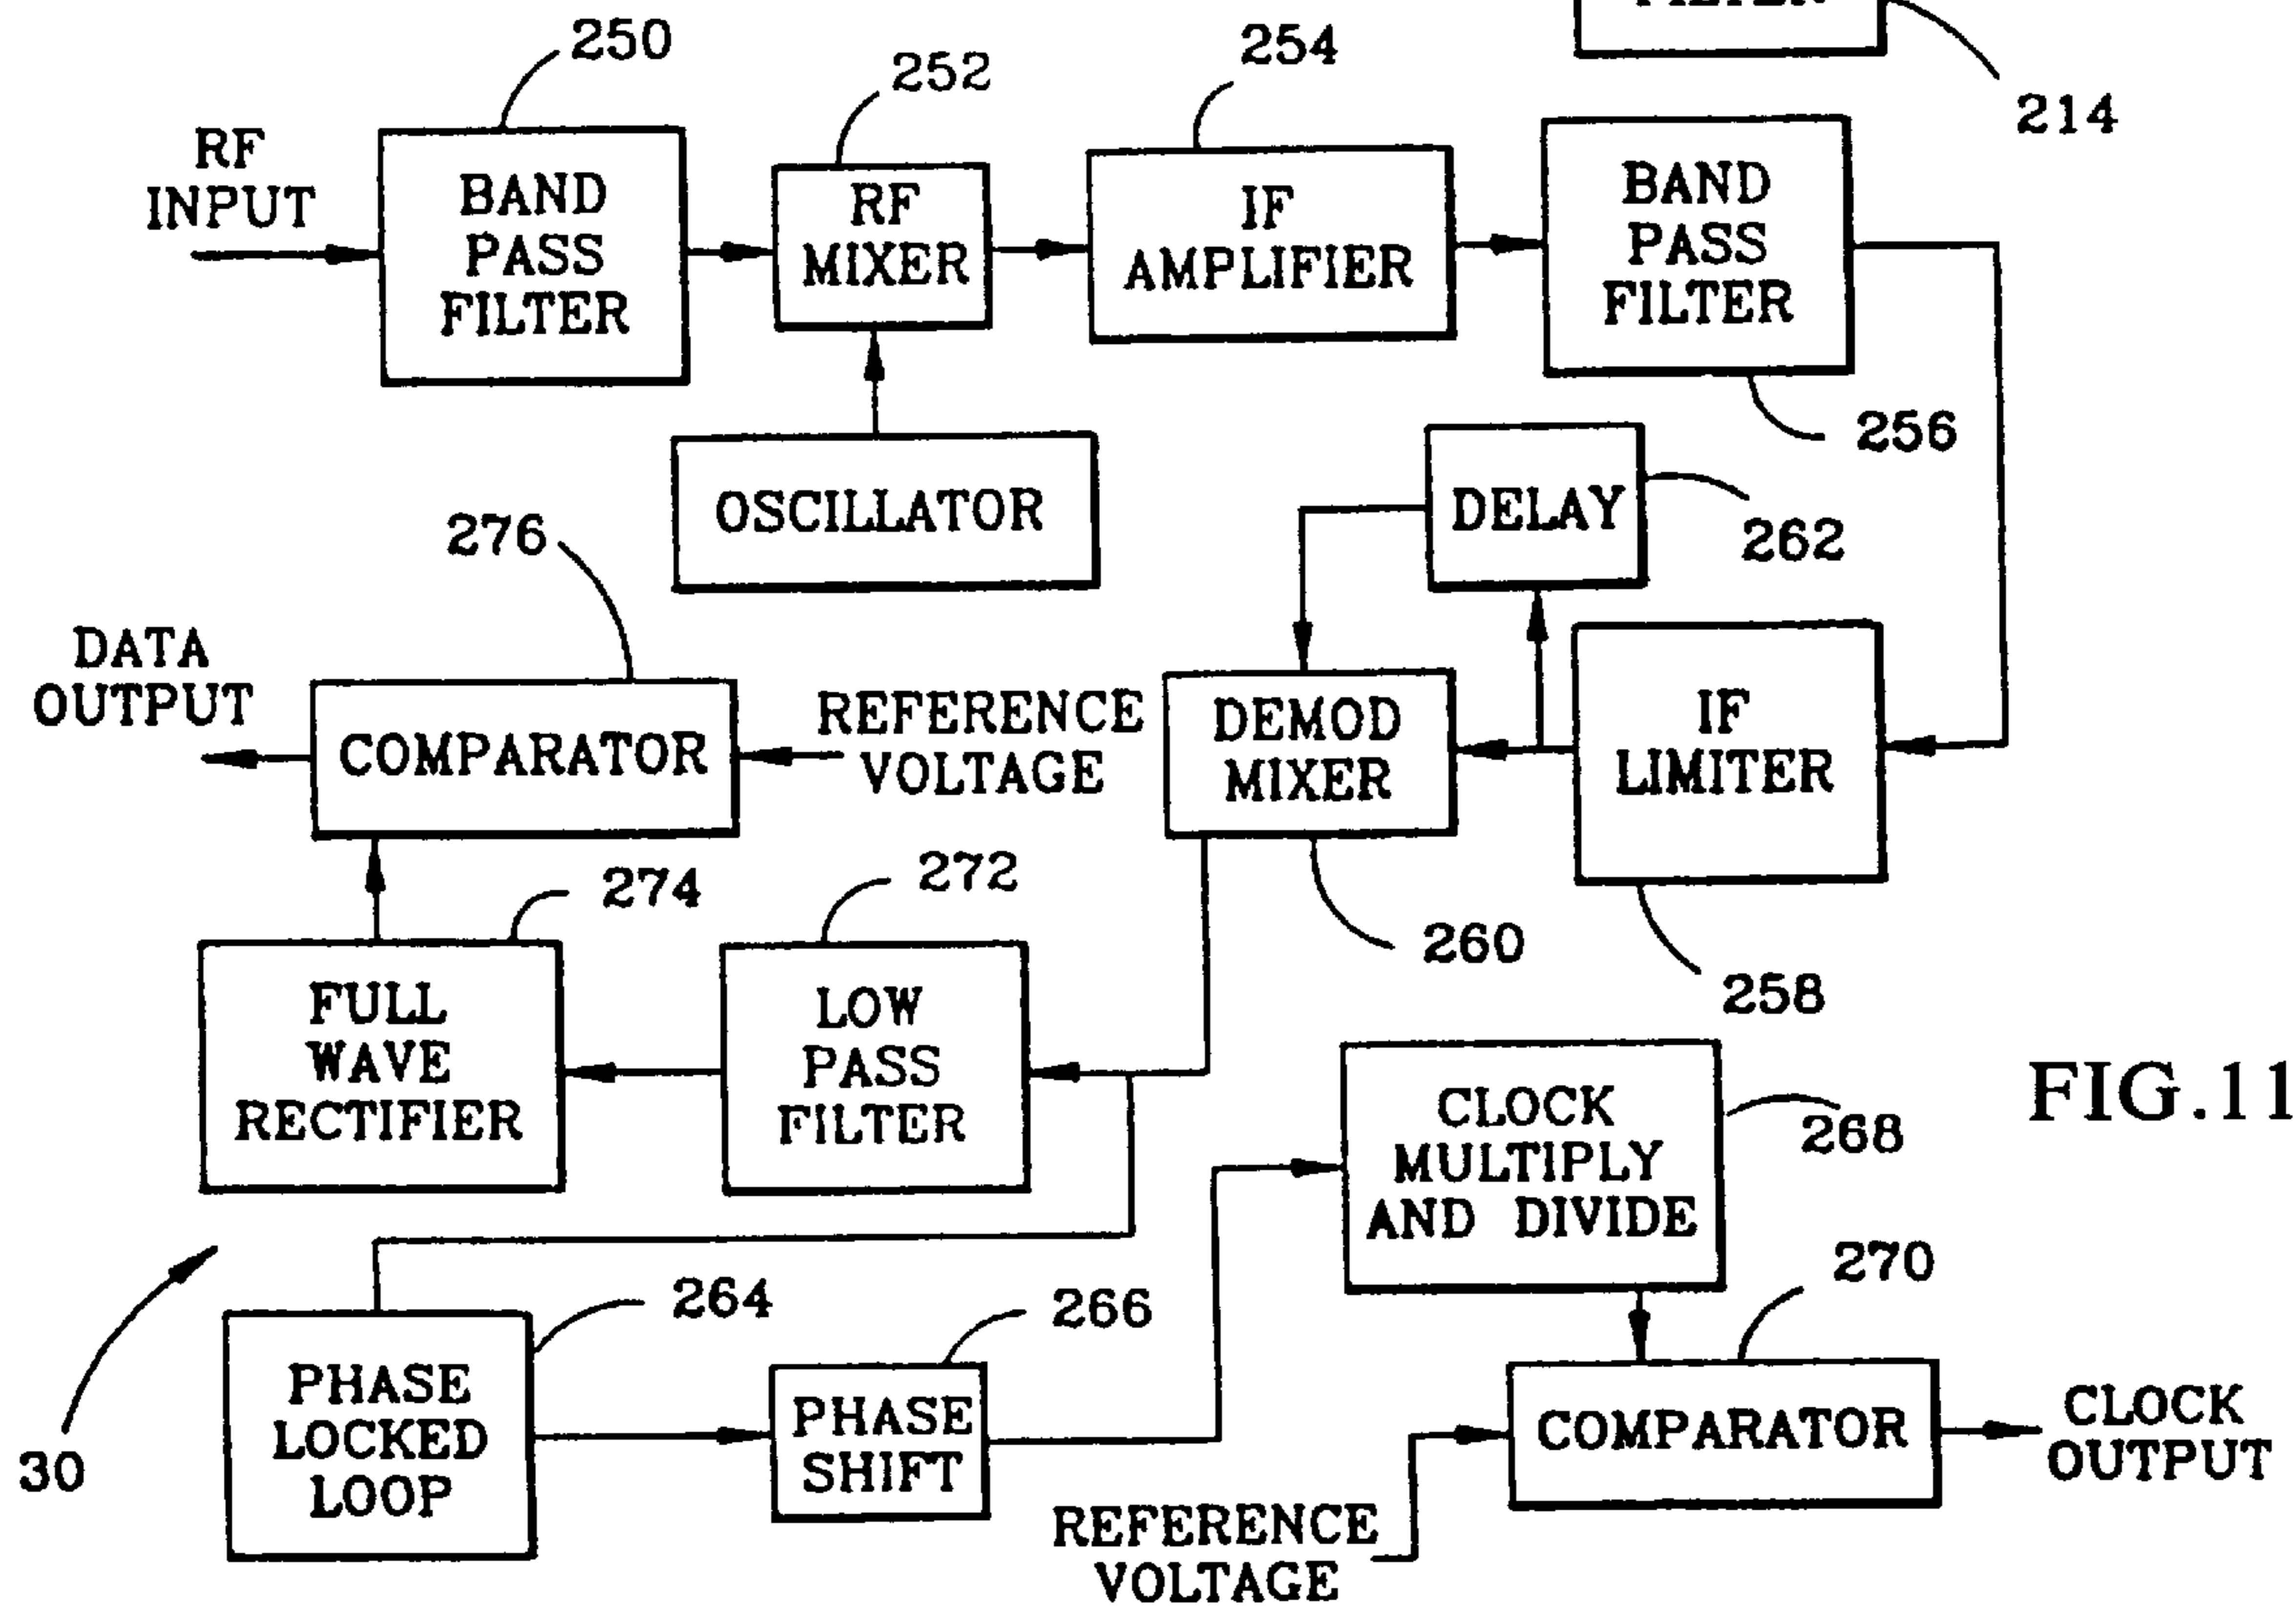 FILTER
214
250
252
254
RF
INPUT
BAND
PASS
FILTER
RF
MIXER
IF
AMPLIFIER
BAND
PASS
FILTER
256
OSCILLATOR
DELAY
262
276
DATA
OUTPUT
COMPARATOR
REFERENCE
VOLTAGE
DEMOD
MIXER
IF
LIMITER
260
258
274
272
FULL
WAVE
RECTIFIER
LOW
PASS
FILTER
CLOCK
MULTIPLY
AND DIVIDE
268
FIG.11
30
264
266
270
PHASE
LOCKED
LOOP
PHASE
SHIFT
COMPARATOR
CLOCK
OUTPUT
REFERENCE
VOLTAGE